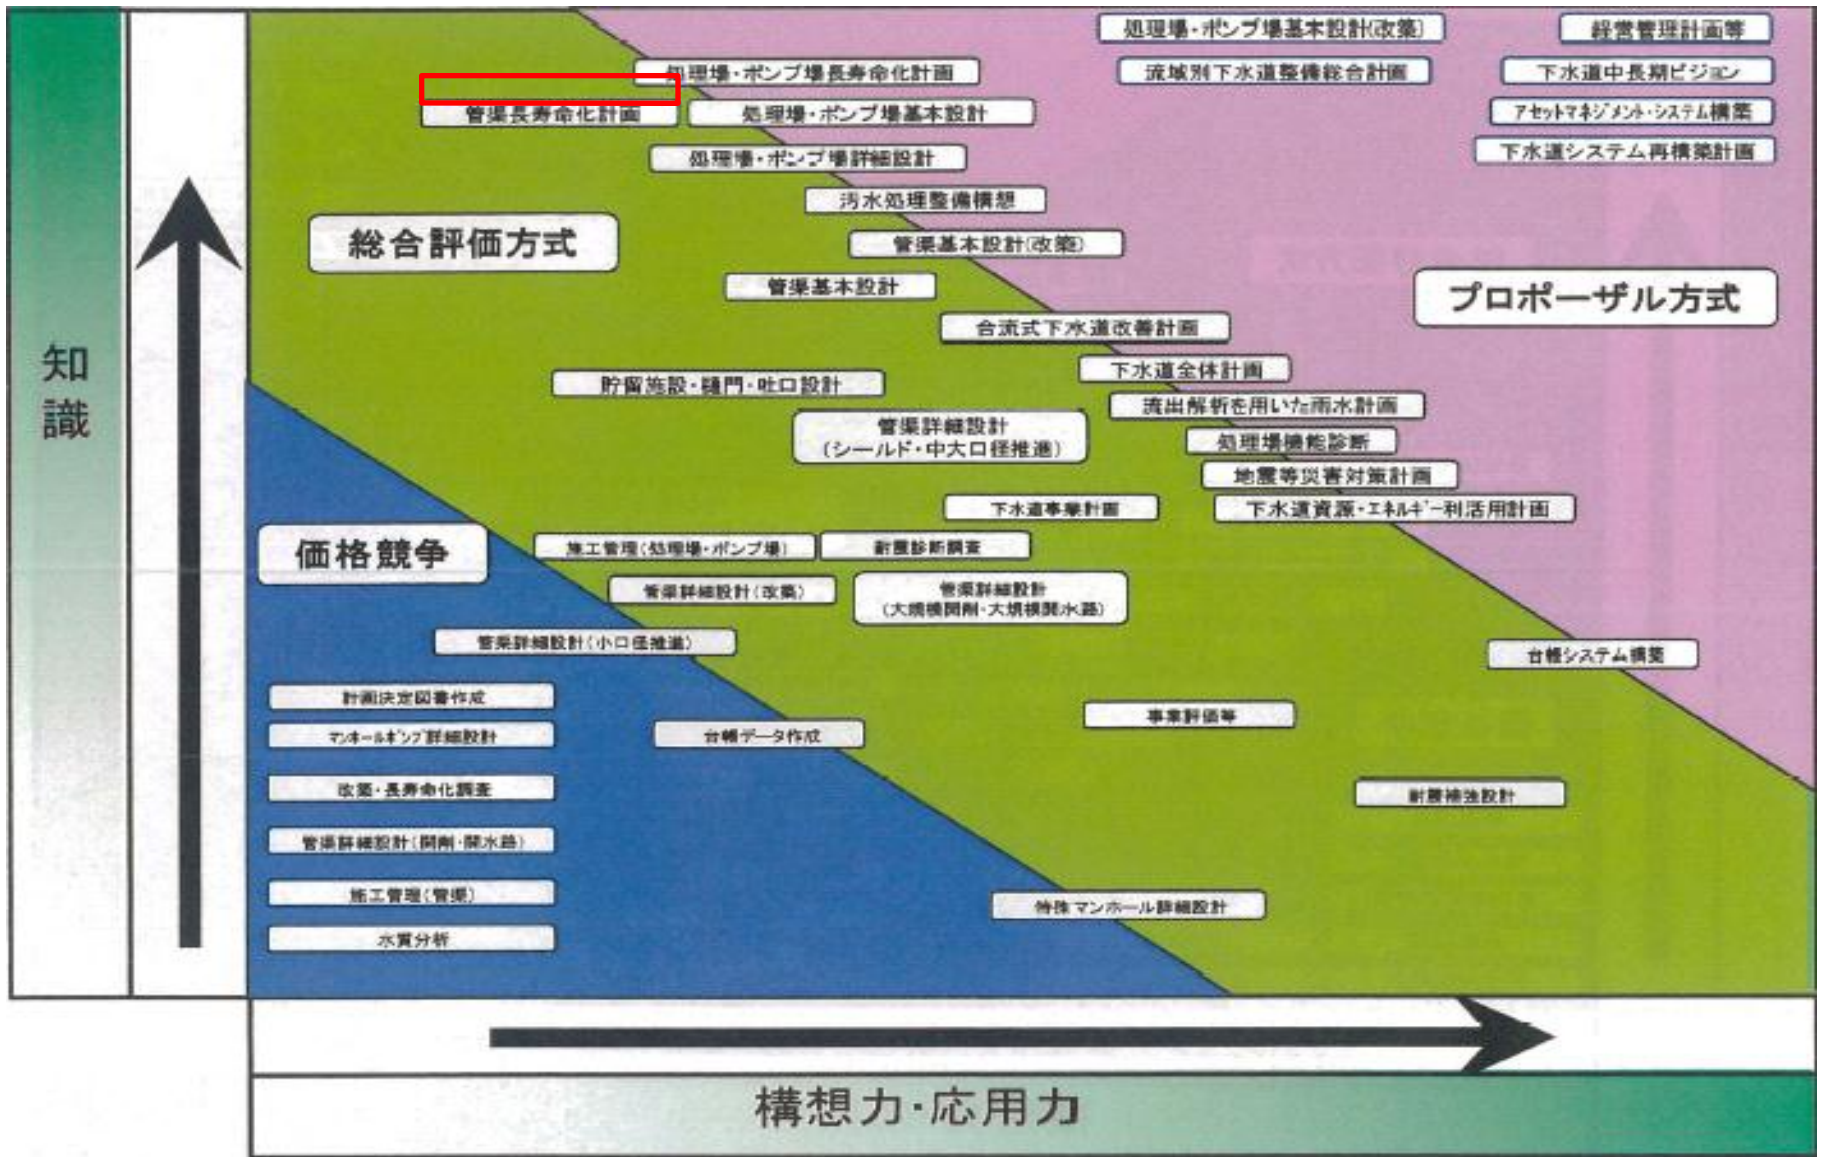 処理場・ポンプ場基本設計(改築)
経営管理計画等
処理場・ポンプ場長寿命化計画
流域別下水道整備総合計画
下水道中長期ビジョン
管渠長寿命化計画
処理場・ポンプ場基本設計
アセットマネジメント・システム構築
処理場・ポンプ場詳細設計
下水道システム再構築計画
汚水処理整備構想
総合評価方式
管渠基本設計(改築)
管渠基本設計
プロポーザル方式
合流式下水道改善計画
知識
下水道全体計画
貯留施設・樋門・吐口設計
流出解析を用いた雨水計画
管渠詳細設計
(シールド・中大口径推進)
処理場機能診断
地震等災害対策計画
下水道事業計画
下水道資源・エネルギー利活用計画
価格競争
施工管理(処理場・ポンプ場)
耐震診断調査
管渠詳細設計(改築)
管渠詳細設計
(大規模開削・大規模開水路)
管渠詳細設計(小口径推進)
台帳システム構築
計画決定図書作成
事業評価等
マンホールポンプ詳細設計
台帳データ作成
改築・長寿命化調査
耐震補強設計
管渠詳細設計(開削・開水路)
施工管理(管渠)
特殊マンホール詳細設計
水質分析
構想力・応用力